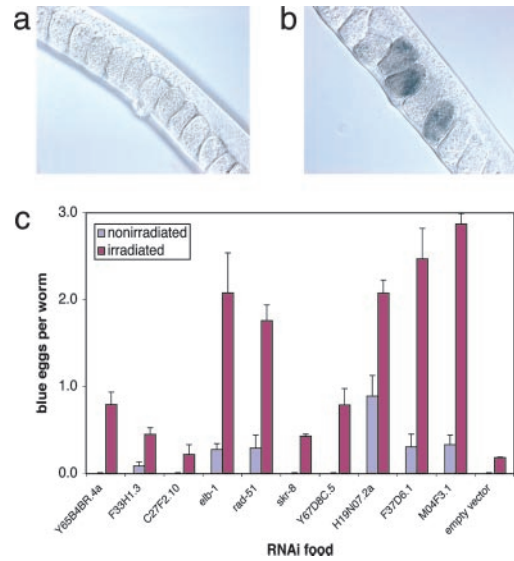 a
b
c
nonirradiated
irradiated
blue eggs per worm
3.0
2.0
1.0
0.0
Y65B4BR.4a
F33H1.3
C27F2.10
elb-1
rad-51
skr-8
Y67D8C.5
H19N07.2a
F37D6.1
M04F3.1
empty vector
RNAi food